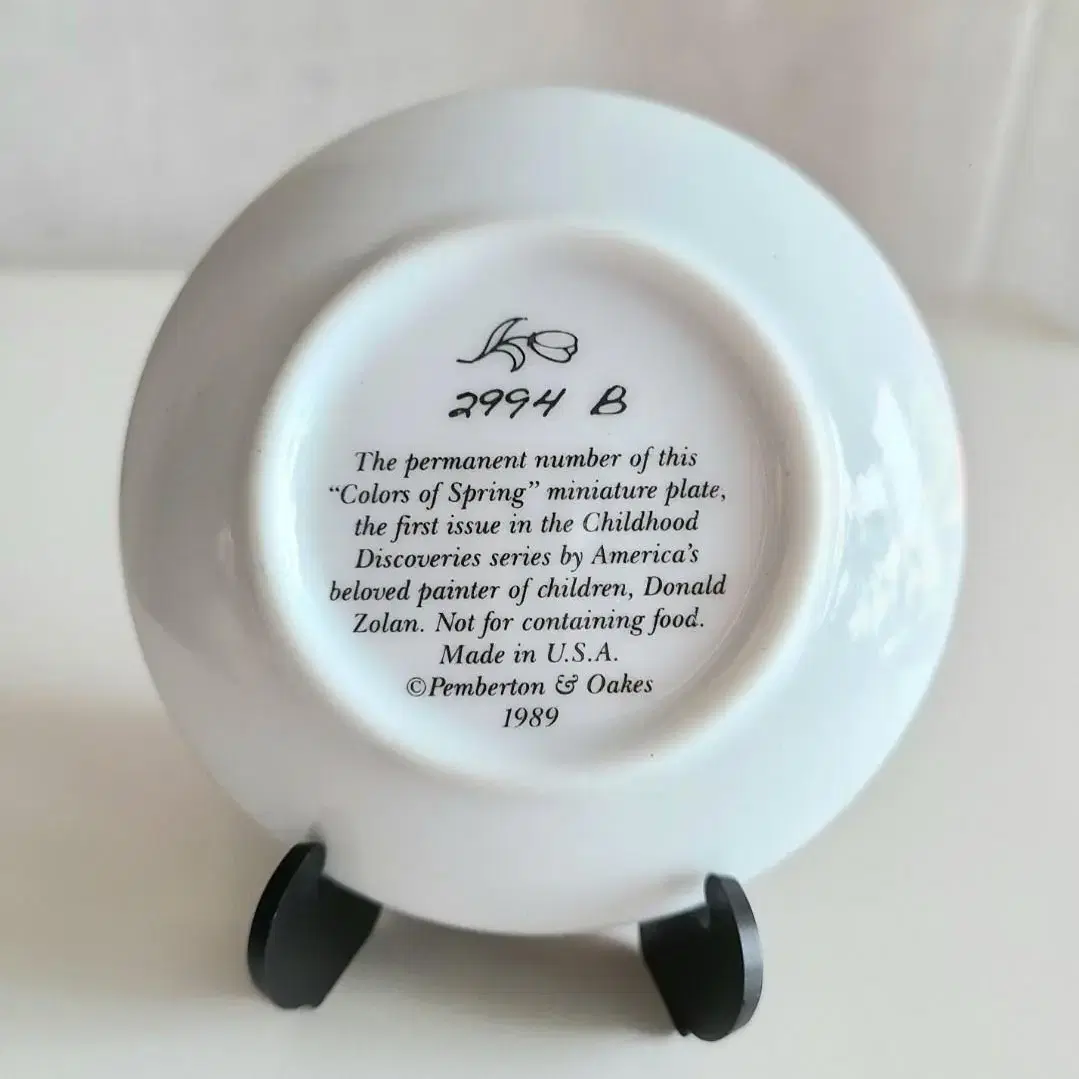 2994 B
The permanent number of this
“Colors of Spring” miniature plate,
the first issue in the Childhood
Discoveries series by America’s
beloved painter of children, Donald
Zolan. Not for containing food.
Made in U.S.A.
©Pemberton & Oakes
1989